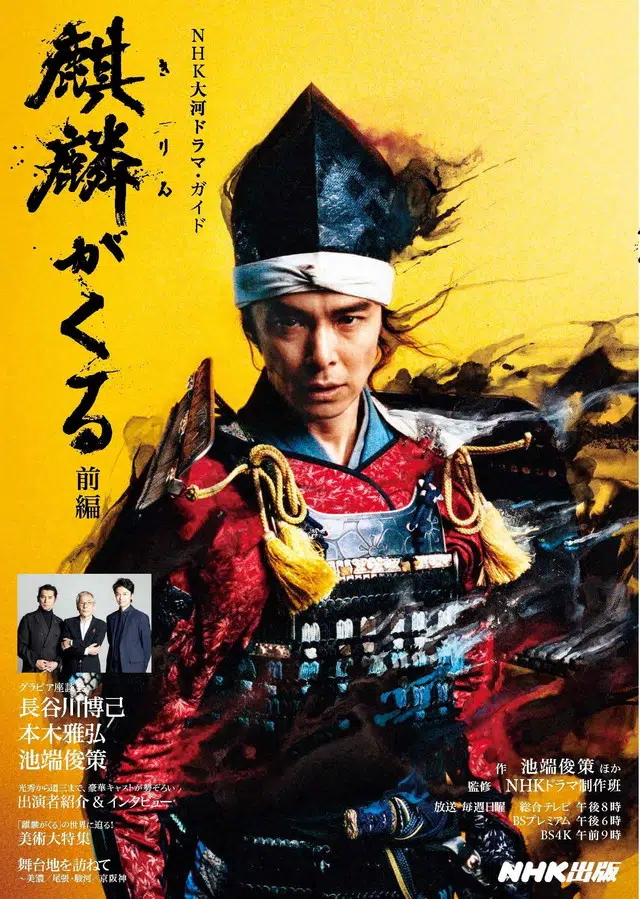 NHK大河ドラマ・ガイド
麒麟がくる
きりん
前編
グラビア座談会
長谷川博己
本木雅弘
池端俊策
光秀から道三まで、豪華キャストが勢ぞろい
出演者紹介&インタビュー
「麒麟がくる」の世界に迫る!
美術大特集
舞台地を訪ねて
～美濃/尾張・駿河/京阪神
作 池端俊策 ほか
監修 NHKドラマ制作班
放送 毎週日曜 総合テレビ 午後8時
BSプレミアム 午後6時
BS4K 午前9時
NHK出版